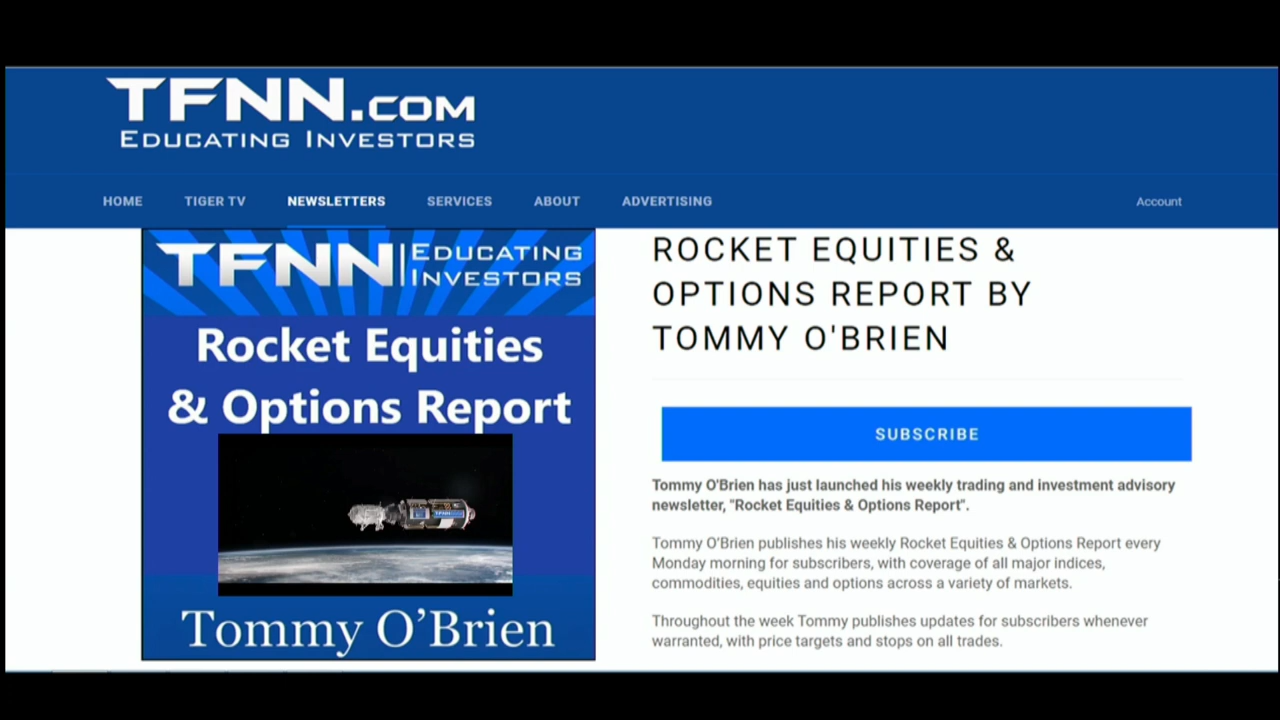 TFNN.COM
EDUCATING INVESTORS
HOME TIGER TV NEWSLETTERS SERVICES ABOUT ADVERTISING Account
TFNN | EDUCATING
INVESTORS
Rocket Equities
& Options Report
TFNN
Tommy O’Brien
ROCKET EQUITIES &
OPTIONS REPORT BY
TOMMY O'BRIEN
SUBSCRIBE
Tommy O'Brien has just launched his weekly trading and investment advisory
newsletter, "Rocket Equities & Options Report".
Tommy O’Brien publishes his weekly Rocket Equities & Options Report every
Monday morning for subscribers, with coverage of all major indices,
commodities, equities and options across a variety of markets.
Throughout the week Tommy publishes updates for subscribers whenever
warranted, with price targets and stops on all trades.